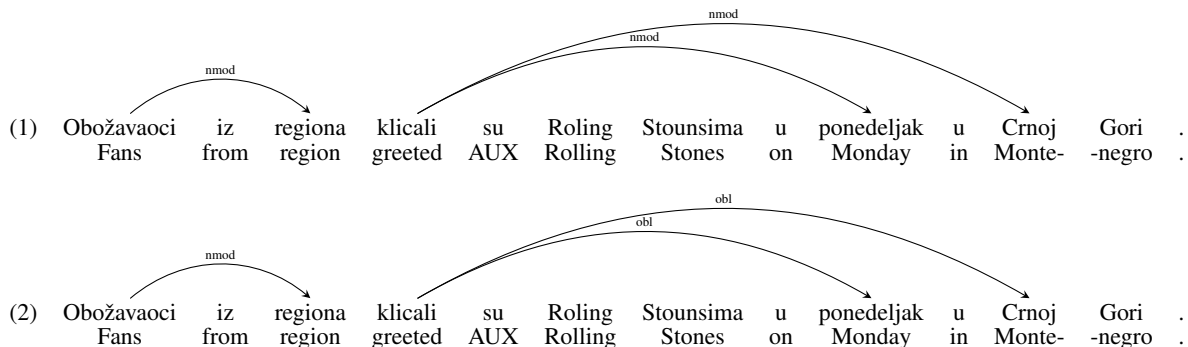 nmod
nmod
nmod
(1) Obožavaoci iz regiona klicali su Roling Stounsima u ponedeljak u Crnoj Gori .
Fans from region greeted AUX Rolling Stones on Monday in Monte- -negro .
obl
obl
nmod
(2) Obožavaoci iz regiona klicali su Roling Stounsima u ponedeljak u Crnoj Gori .
Fans from region greeted AUX Rolling Stones on Monday in Monte- -negro .